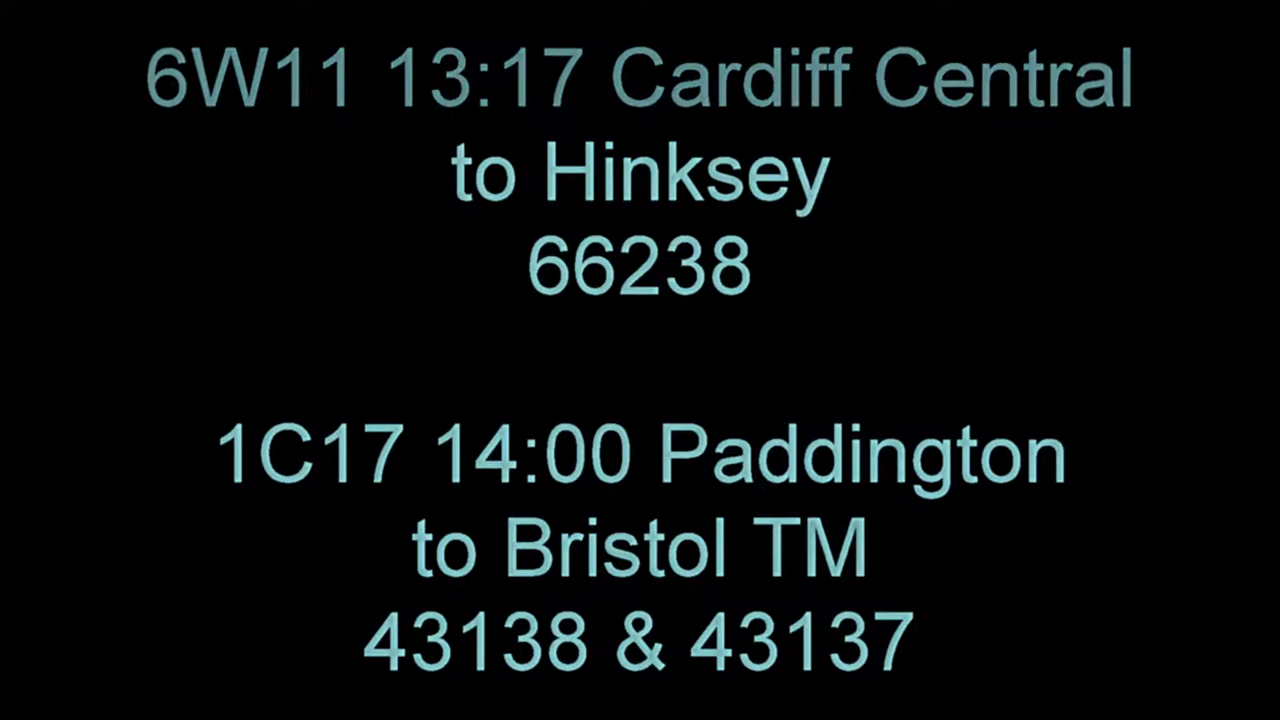 6W11 13:17 Cardiff Central
to Hinksey
66238
1C17 14:00 Paddington
to Bristol TM
43138 & 43137